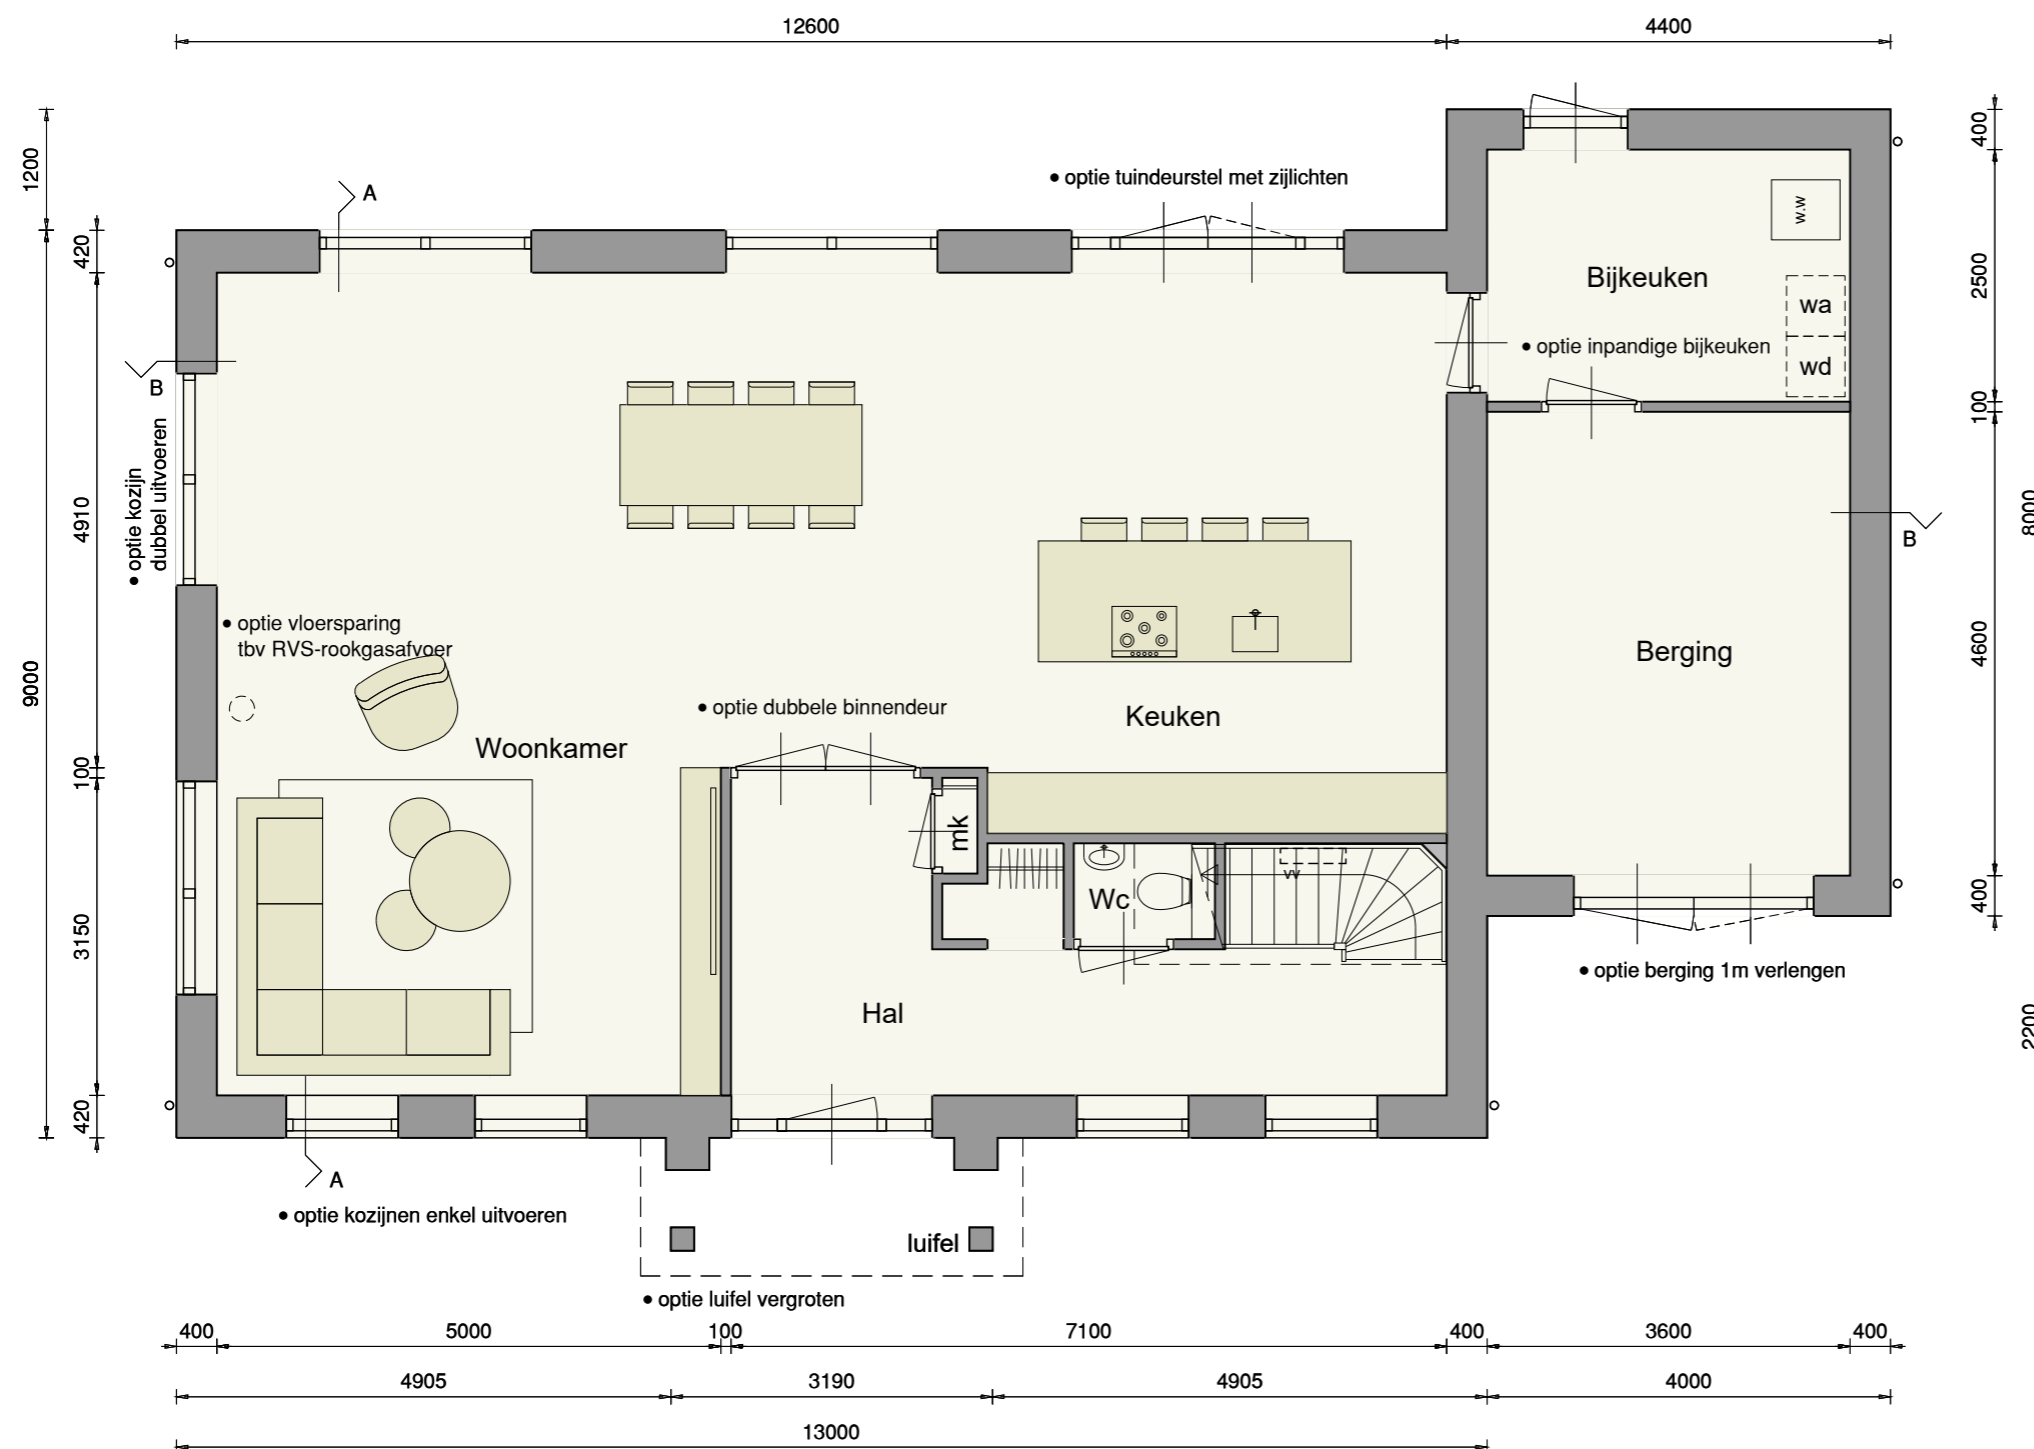 12600
4400
1200
9000
420
4910
100
3150
420
400
2500
100
4600
400
8000
2200
A
• optie tuindeurstel met zijlichten
w.w
Bijkeuken
wa
wd
• optie inpandige bijkeuken
B
• optie kozijn
dubbel uitvoeren
• optie vloersparing
tbv RVS-rookgasafvoer
B
Berging
• optie dubbele binnendeur
Keuken
Woonkamer
mk
Wc
vv
Hal
• optie berging 1m verlengen
A
• optie kozijnen enkel uitvoeren
luifel
• optie luifel vergroten
400 5000 100 7100 400 3600 400
4905 3190 4905 4000
13000